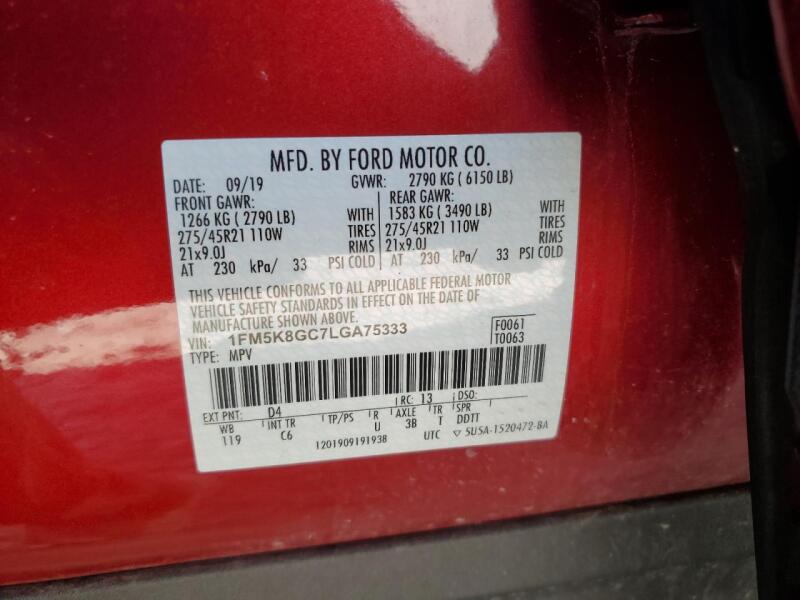 MFD. BY FORD MOTOR CO.
DATE: 09/19 GVWR: 2790 KG (6150 LB)
FRONT GAWR: REAR GAWR:
1266 KG (2790 LB) WITH 1583 KG (3490 LB) WITH
275/45R21 110W TIRES 275/45R21 110W TIRES
21x9.0J RIMS 21x9.0J RIMS
AT 230 kPa/ 33 PSI COLD AT 230 kPa/ 33 PSI COLD
THIS VEHICLE CONFORMS TO ALL APPLICABLE FEDERAL MOTOR
VEHICLE SAFETY STANDARDS IN EFFECT ON THE DATE OF
MANUFACTURE SHOWN ABOVE.
VIN: 1FM5K8GC7LGA75333 F0061
TYPE: MPV T0063
EXT PNT: D4 RC: 13 DSO:
WB INT TR TP/PS R AXLE TR SPR
119 C6 U 3B T DDTT
1201909191938 UTC ▽ 5U5A-1520472-BA